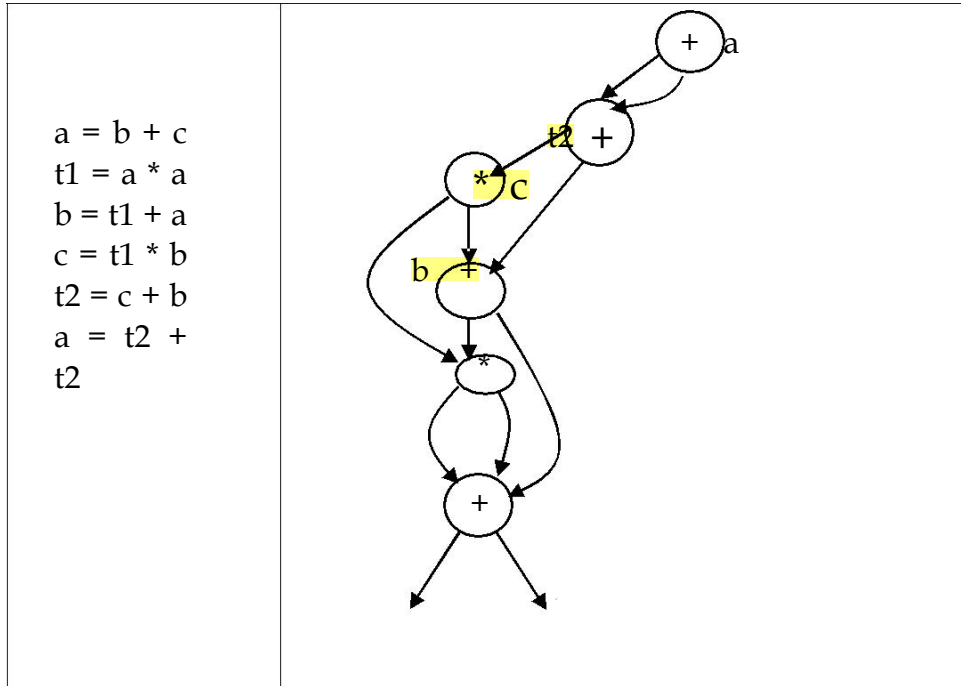 a = b + c
t1 = a * a
b = t1 + a
c = t1 * b
t2 = c + b
a = t2 +
t2
+ a
t2 +
* c
b +
*
+